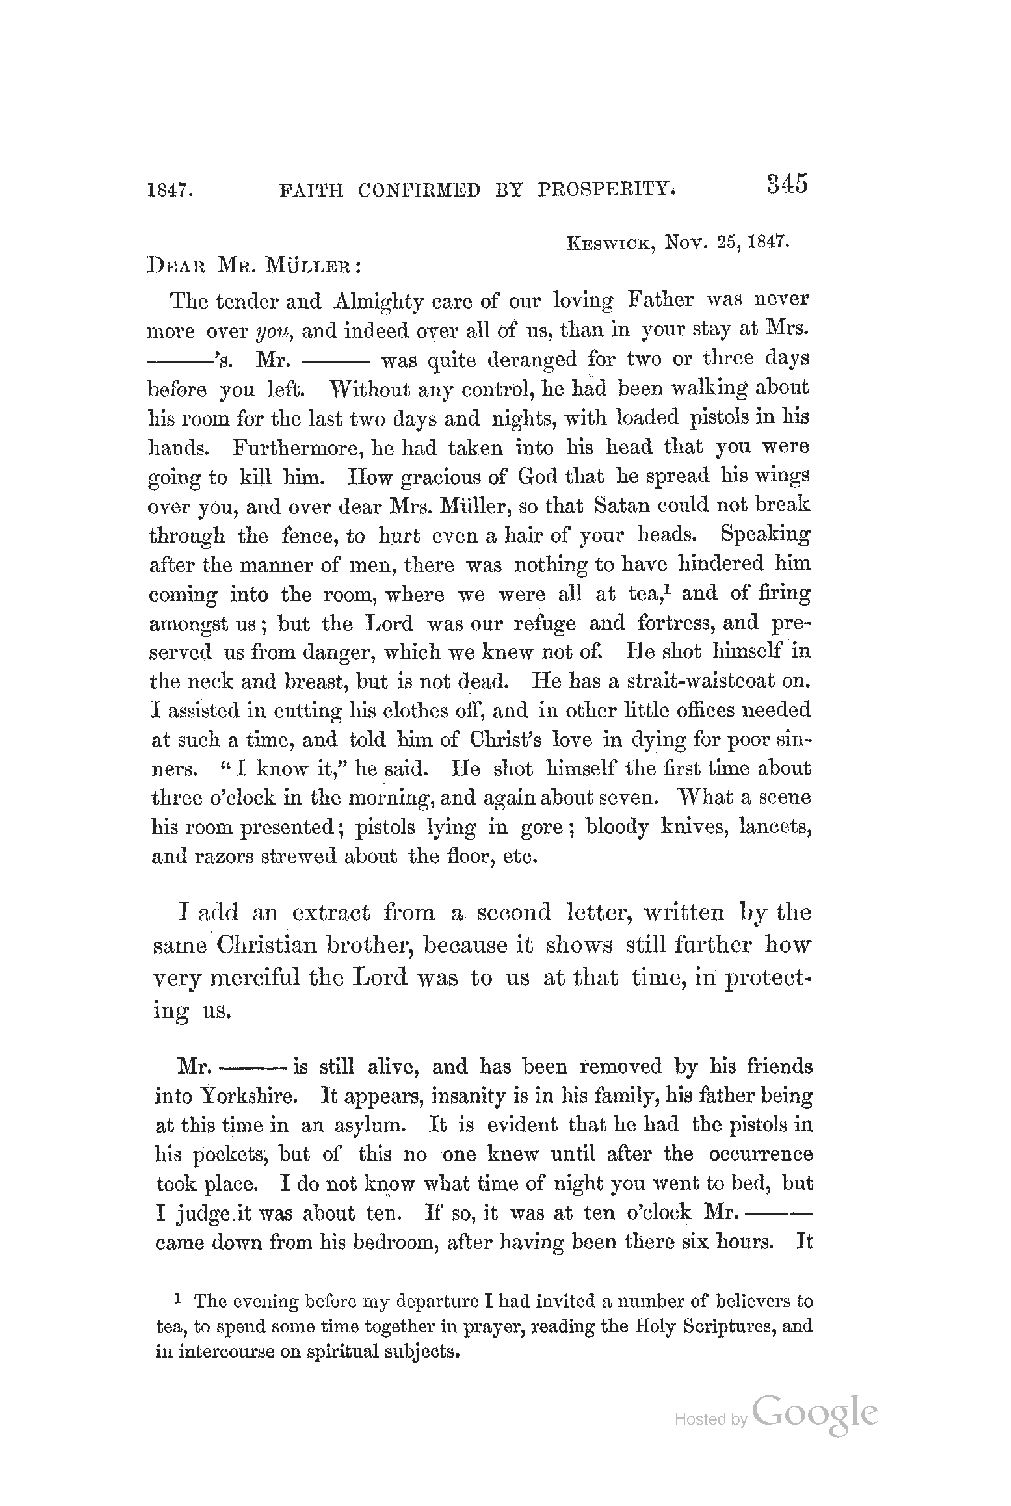 1847. FAITH CONFIRMED BY PROSPERITY. 345
KESWICK, NOV. 25, 1847.
DEAR MR. MÜLLER:
The tender and Almighty care of our loving Father was never
more over you, and indeed over all of us, than in your stay at Mrs.
———'s. Mr. ——— was quite deranged for two or three days
before you left. Without any control, he had been walking about
his room for the last two days and nights, with loaded pistols in his
hands. Furthermore, he had taken into his head that you were
going to kill him. How gracious of God that he spread his wings
over you, and over dear Mrs. Müller, so that Satan could not break
through the fence, to hurt even a hair of your heads. Speaking
after the manner of men, there was nothing to have hindered him
coming into the room, where we were all at tea,¹ and of firing
amongst us; but the Lord was our refuge and fortress, and pre-
served us from danger, which we knew not of. He shot himself in
the neck and breast, but is not dead. He has a strait-waistcoat on.
I assisted in cutting his clothes off, and in other little offices needed
at such a time, and told him of Christ's love in dying for poor sin-
ners. "I know it," he said. He shot himself the first time about
three o'clock in the morning, and again about seven. What a scene
his room presented; pistols lying in gore; bloody knives, lancets,
and razors strewed about the floor, etc.
I add an extract from a second letter, written by the
same Christian brother, because it shows still further how
very merciful the Lord was to us at that time, in protect-
ing us.
Mr. ——— is still alive, and has been removed by his friends
into Yorkshire. It appears, insanity is in his family, his father being
at this time in an asylum. It is evident that he had the pistols in
his pockets, but of this no one knew until after the occurrence
took place. I do not know what time of night you went to bed, but
I judge.it was about ten. If so, it was at ten o'clock Mr. ———
came down from his bedroom, after having been there six hours. It
¹ The evening before my departure I had invited a number of believers to
tea, to spend some time together in prayer, reading the Holy Scriptures, and
in intercourse on spiritual subjects.
Hosted by Google